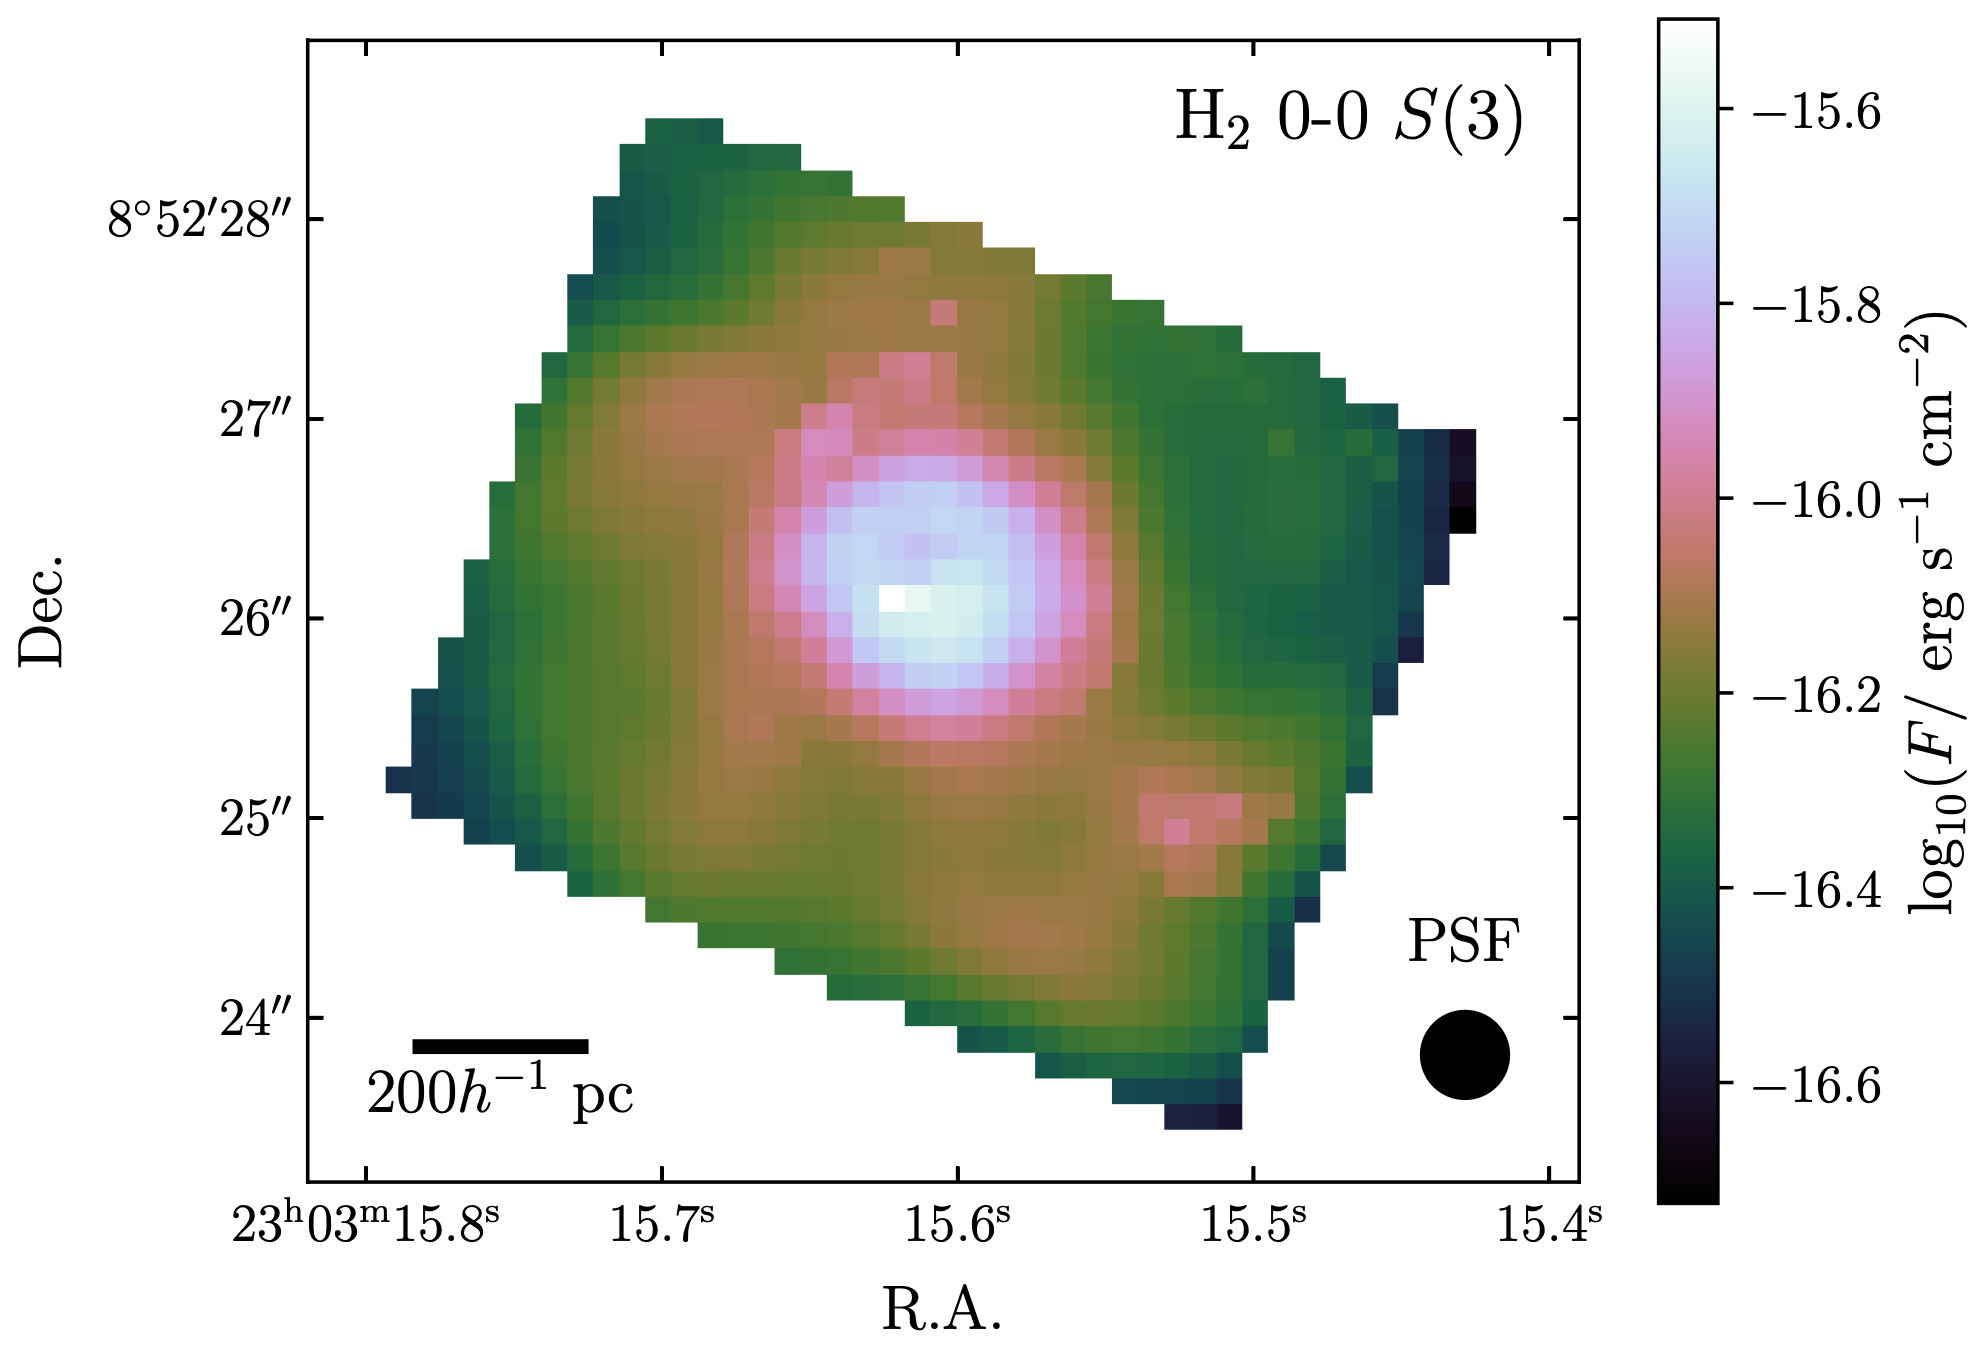 H₂ 0-0 S(3)
8°52′28″
27″
26″
25″
24″
Dec.
200h⁻¹ pc
PSF
23ʰ03ᵐ15.8ˢ
15.7ˢ
15.6ˢ
15.5ˢ
15.4ˢ
R.A.
−15.6
−15.8
−16.0
−16.2
−16.4
−16.6
log₁₀(F/ erg s⁻¹ cm⁻²)